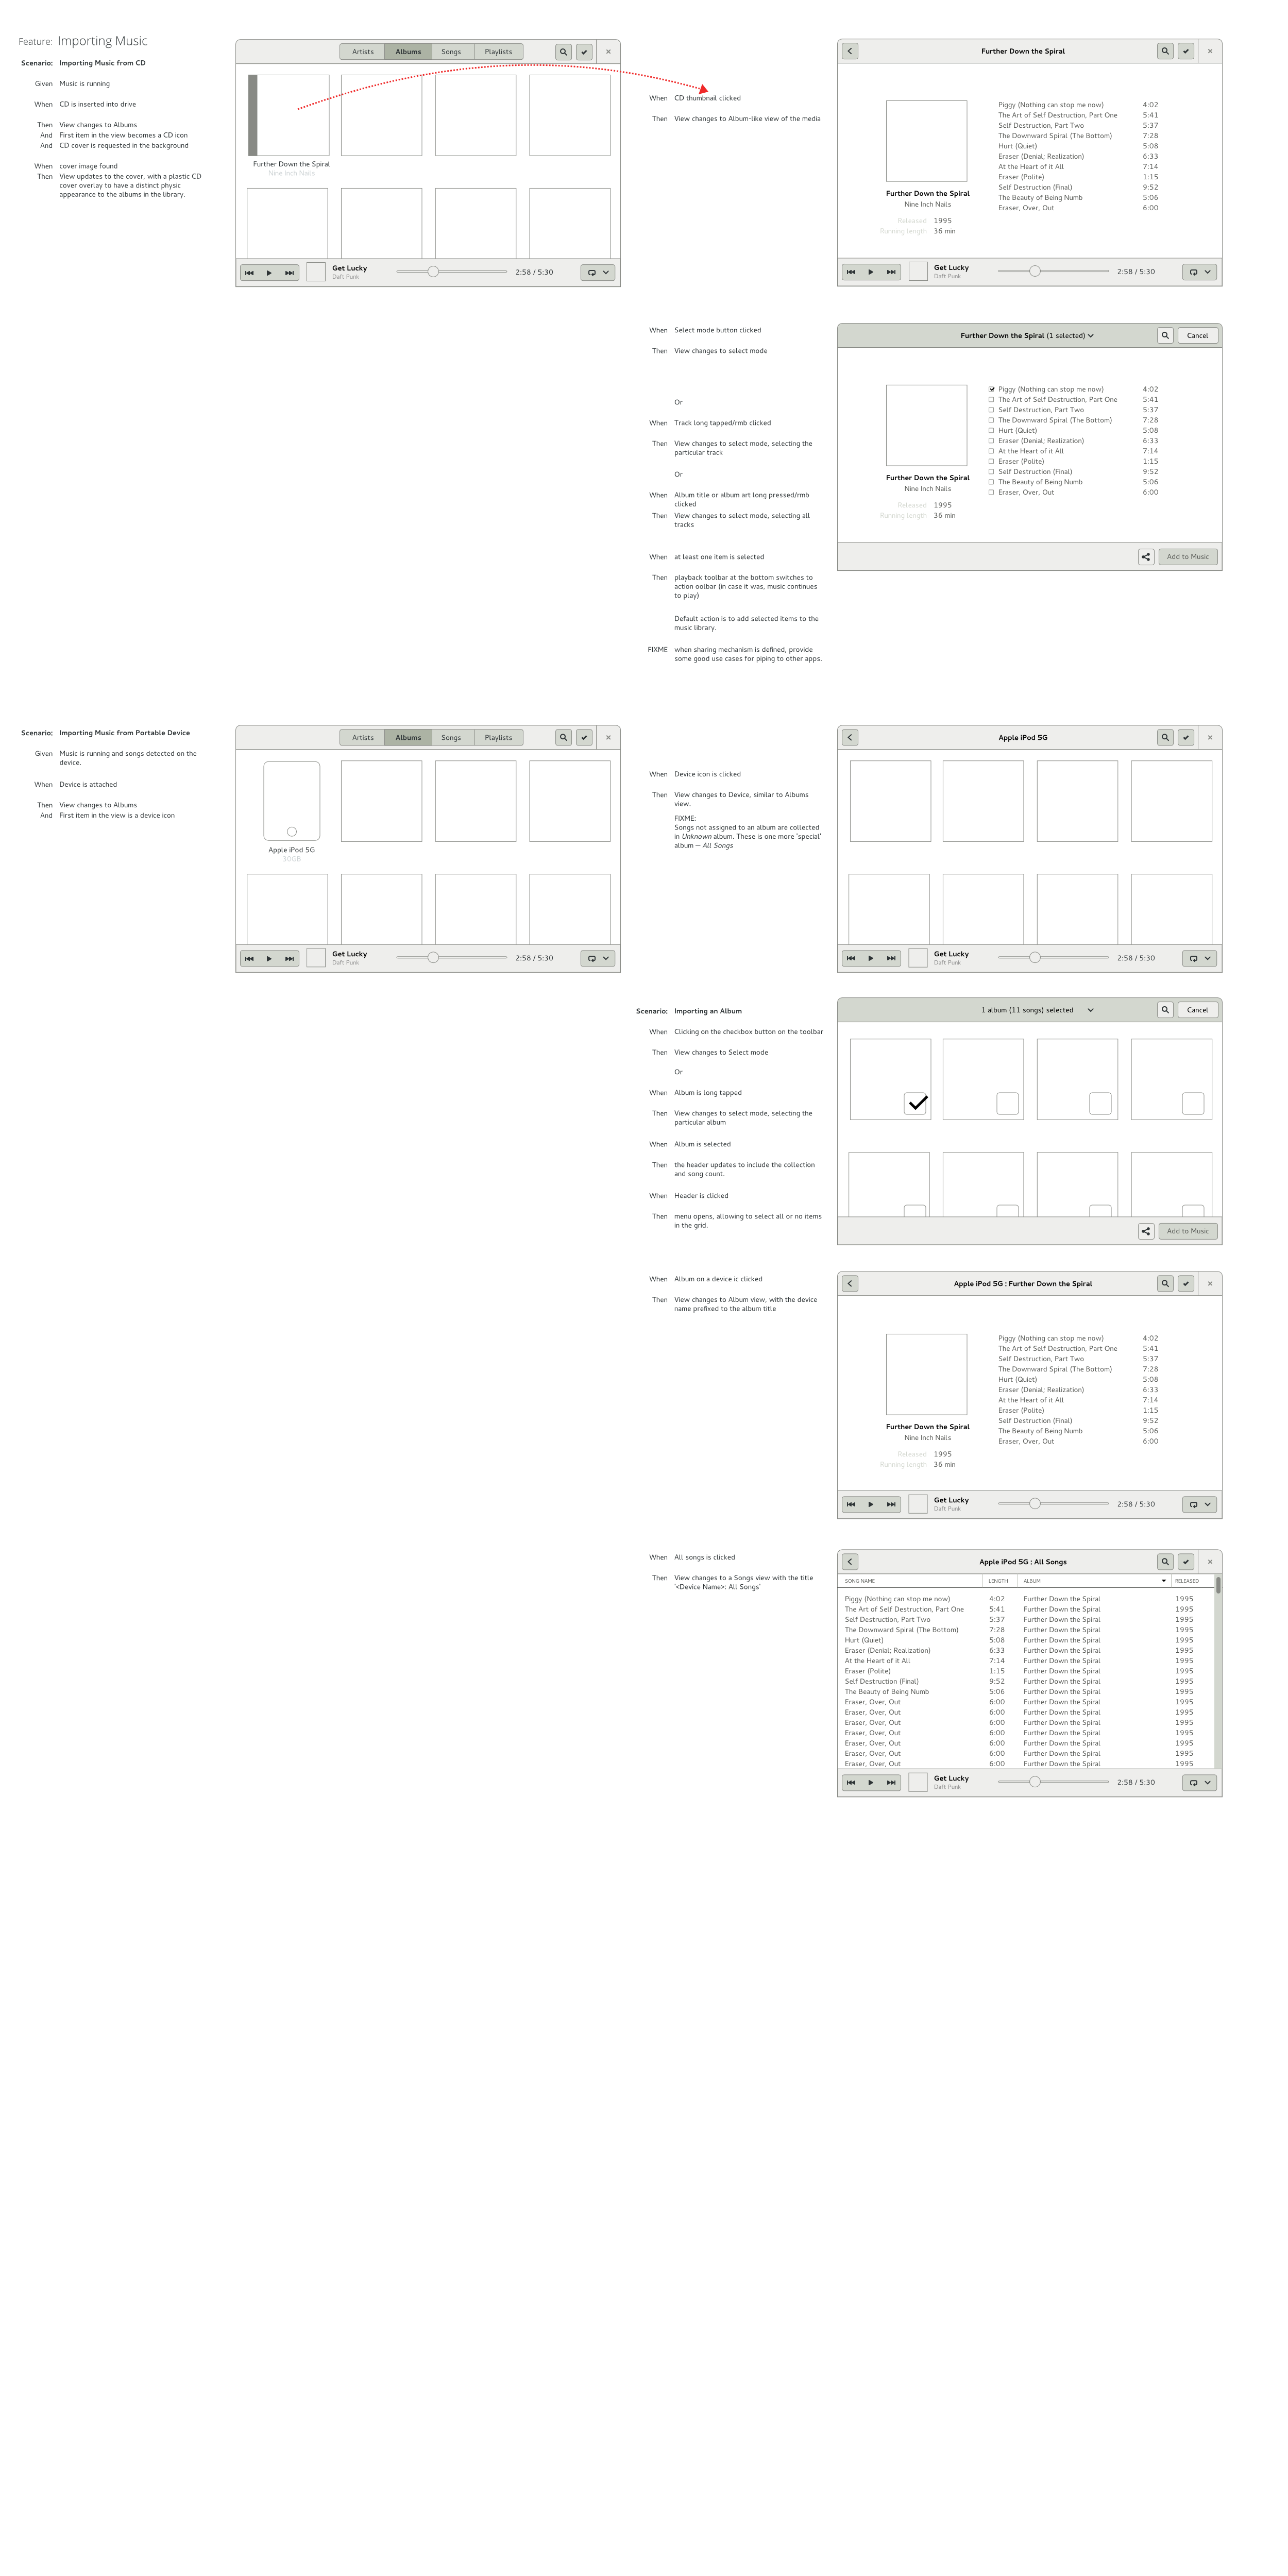 Feature: Importing Music
Scenario: Importing Music from CD
Given Music is running
When CD is inserted into drive
Then View changes to Albums
And First item in the view becomes a CD icon
And CD cover is requested in the background
When cover image found
Then View updates to the cover, with a plastic CD
cover overlay to have a distinct physic
appearance to the albums in the library.
Artists Albums Songs Playlists
Further Down the Spiral
Nine Inch Nails
Get Lucky
Daft Punk
2:58 / 5:30
When CD thumbnail clicked
Then View changes to Album-like view of the media
Further Down the Spiral
Piggy (Nothing can stop me now) 4:02
The Art of Self Destruction, Part One 5:41
Self Destruction, Part Two 5:37
The Downward Spiral (The Bottom) 7:28
Hurt (Quiet) 5:08
Eraser (Denial; Realization) 6:33
At the Heart of it All 7:14
Eraser (Polite) 1:15
Self Destruction (Final) 9:52
The Beauty of Being Numb 5:06
Eraser, Over, Out 6:00
Further Down the Spiral
Nine Inch Nails
Released 1995
Running length 36 min
Get Lucky
Daft Punk
2:58 / 5:30
When Select mode button clicked
Then View changes to select mode
Or
When Track long tapped/rmb clicked
Then View changes to select mode, selecting the
particular track
Or
When Album title or album art long pressed/rmb
clicked
Then View changes to select mode, selecting all
tracks
When at least one item is selected
Then playback toolbar at the bottom switches to
action oolbar (in case it was, music continues
to play)
Default action is to add selected items to the
music library.
FIXME when sharing mechanism is defined, provide
some good use cases for piping to other apps.
Further Down the Spiral (1 selected) Cancel
Piggy (Nothing can stop me now) 4:02
The Art of Self Destruction, Part One 5:41
Self Destruction, Part Two 5:37
The Downward Spiral (The Bottom) 7:28
Hurt (Quiet) 5:08
Eraser (Denial; Realization) 6:33
At the Heart of it All 7:14
Eraser (Polite) 1:15
Self Destruction (Final) 9:52
The Beauty of Being Numb 5:06
Eraser, Over, Out 6:00
Further Down the Spiral
Nine Inch Nails
Released 1995
Running length 36 min
Add to Music
Scenario: Importing Music from Portable Device
Given Music is running and songs detected on the
device.
When Device is attached
Then View changes to Albums
And First item in the view is a device icon
Artists Albums Songs Playlists
Apple iPod 5G
30GB
Get Lucky
Daft Punk
2:58 / 5:30
When Device icon is clicked
Then View changes to Device, similar to Albums
view.
FIXME:
Songs not assigned to an album are collected
in Unknown album. These is one more 'special'
album — All Songs
Apple iPod 5G
Get Lucky
Daft Punk
2:58 / 5:30
Scenario: Importing an Album
When Clicking on the checkbox button on the toolbar
Then View changes to Select mode
Or
When Album is long tapped
Then View changes to select mode, selecting the
particular album
When Album is selected
Then the header updates to include the collection
and song count.
When Header is clicked
Then menu opens, allowing to select all or no items
in the grid.
1 album (11 songs) selected Cancel
Add to Music
When Album on a device ic clicked
Then View changes to Album view, with the device
name prefixed to the album title
Apple iPod 5G : Further Down the Spiral
Piggy (Nothing can stop me now) 4:02
The Art of Self Destruction, Part One 5:41
Self Destruction, Part Two 5:37
The Downward Spiral (The Bottom) 7:28
Hurt (Quiet) 5:08
Eraser (Denial; Realization) 6:33
At the Heart of it All 7:14
Eraser (Polite) 1:15
Self Destruction (Final) 9:52
The Beauty of Being Numb 5:06
Eraser, Over, Out 6:00
Further Down the Spiral
Nine Inch Nails
Released 1995
Running length 36 min
Get Lucky
Daft Punk
2:58 / 5:30
When All songs is clicked
Then View changes to a Songs view with the title
'<Device Name>: All Songs'
Apple iPod 5G : All Songs
SONG NAME LENGTH ALBUM RELEASED
Piggy (Nothing can stop me now) 4:02 Further Down the Spiral 1995
The Art of Self Destruction, Part One 5:41 Further Down the Spiral 1995
Self Destruction, Part Two 5:37 Further Down the Spiral 1995
The Downward Spiral (The Bottom) 7:28 Further Down the Spiral 1995
Hurt (Quiet) 5:08 Further Down the Spiral 1995
Eraser (Denial; Realization) 6:33 Further Down the Spiral 1995
At the Heart of it All 7:14 Further Down the Spiral 1995
Eraser (Polite) 1:15 Further Down the Spiral 1995
Self Destruction (Final) 9:52 Further Down the Spiral 1995
The Beauty of Being Numb 5:06 Further Down the Spiral 1995
Eraser, Over, Out 6:00 Further Down the Spiral 1995
Eraser, Over, Out 6:00 Further Down the Spiral 1995
Eraser, Over, Out 6:00 Further Down the Spiral 1995
Eraser, Over, Out 6:00 Further Down the Spiral 1995
Eraser, Over, Out 6:00 Further Down the Spiral 1995
Eraser, Over, Out 6:00 Further Down the Spiral 1995
Eraser, Over, Out 6:00 Further Down the Spiral 1995
Get Lucky
Daft Punk
2:58 / 5:30